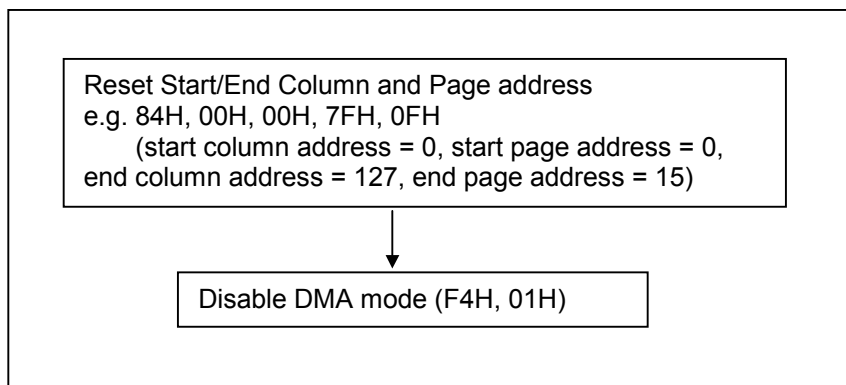 Reset Start/End Column and Page address
e.g. 84H, 00H, 00H, 7FH, 0FH
(start column address = 0, start page address = 0,
end column address = 127, end page address = 15)
Disable DMA mode (F4H, 01H)